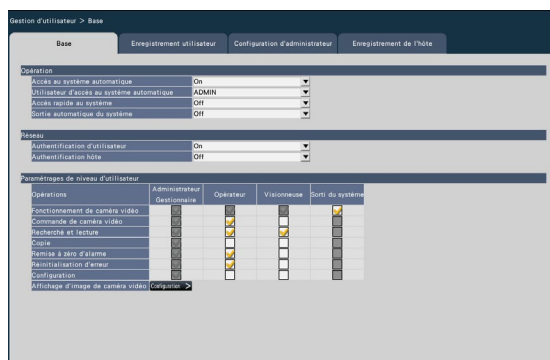 Gestion d'utilisateur > Base
Base Enregistrement utilisateur Configuration d'administrateur Enregistrement de l'hôte
Opération
Accès au système automatique On
Utilisateur d'accès au système automatique ADMIN
Accès rapide au système Off
Sortie automatique du système Off
Réseau
Authentification d'utilisateur On
Authentification hôte Off
Paramétrages de niveau d'utilisateur
Opérations Administrateur Gestionnaire Opérateur Visionneuse Sorti du système
Fonctionnement de caméra vidéo
Commande de caméra vidéo
Recherché et lecture
Copie
Remise à zéro d'alarme
Réinitialisation d'erreur
Configuration
Affichage d'image de caméra vidéo Configuration >